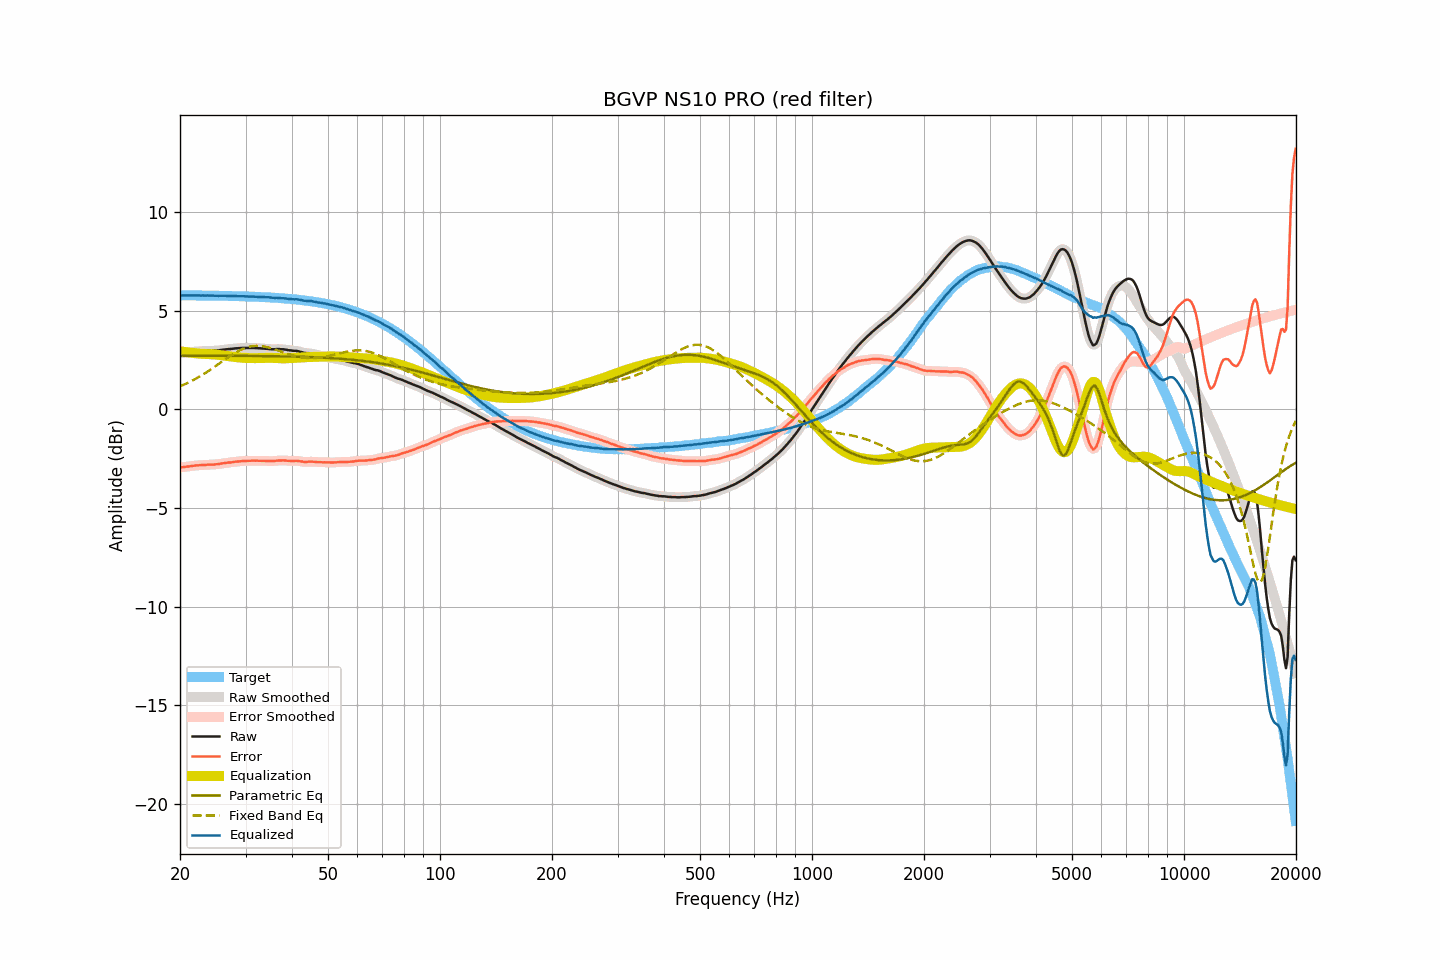 BGVP NS10 PRO (red filter)
Amplitude (dBr)
10
5
0
−5
−10
−15
−20
Target
Raw Smoothed
Error Smoothed
Raw
Error
Equalization
Parametric Eq
Fixed Band Eq
Equalized
20 50 100 200 500 1000 2000 5000 10000 20000
Frequency (Hz)